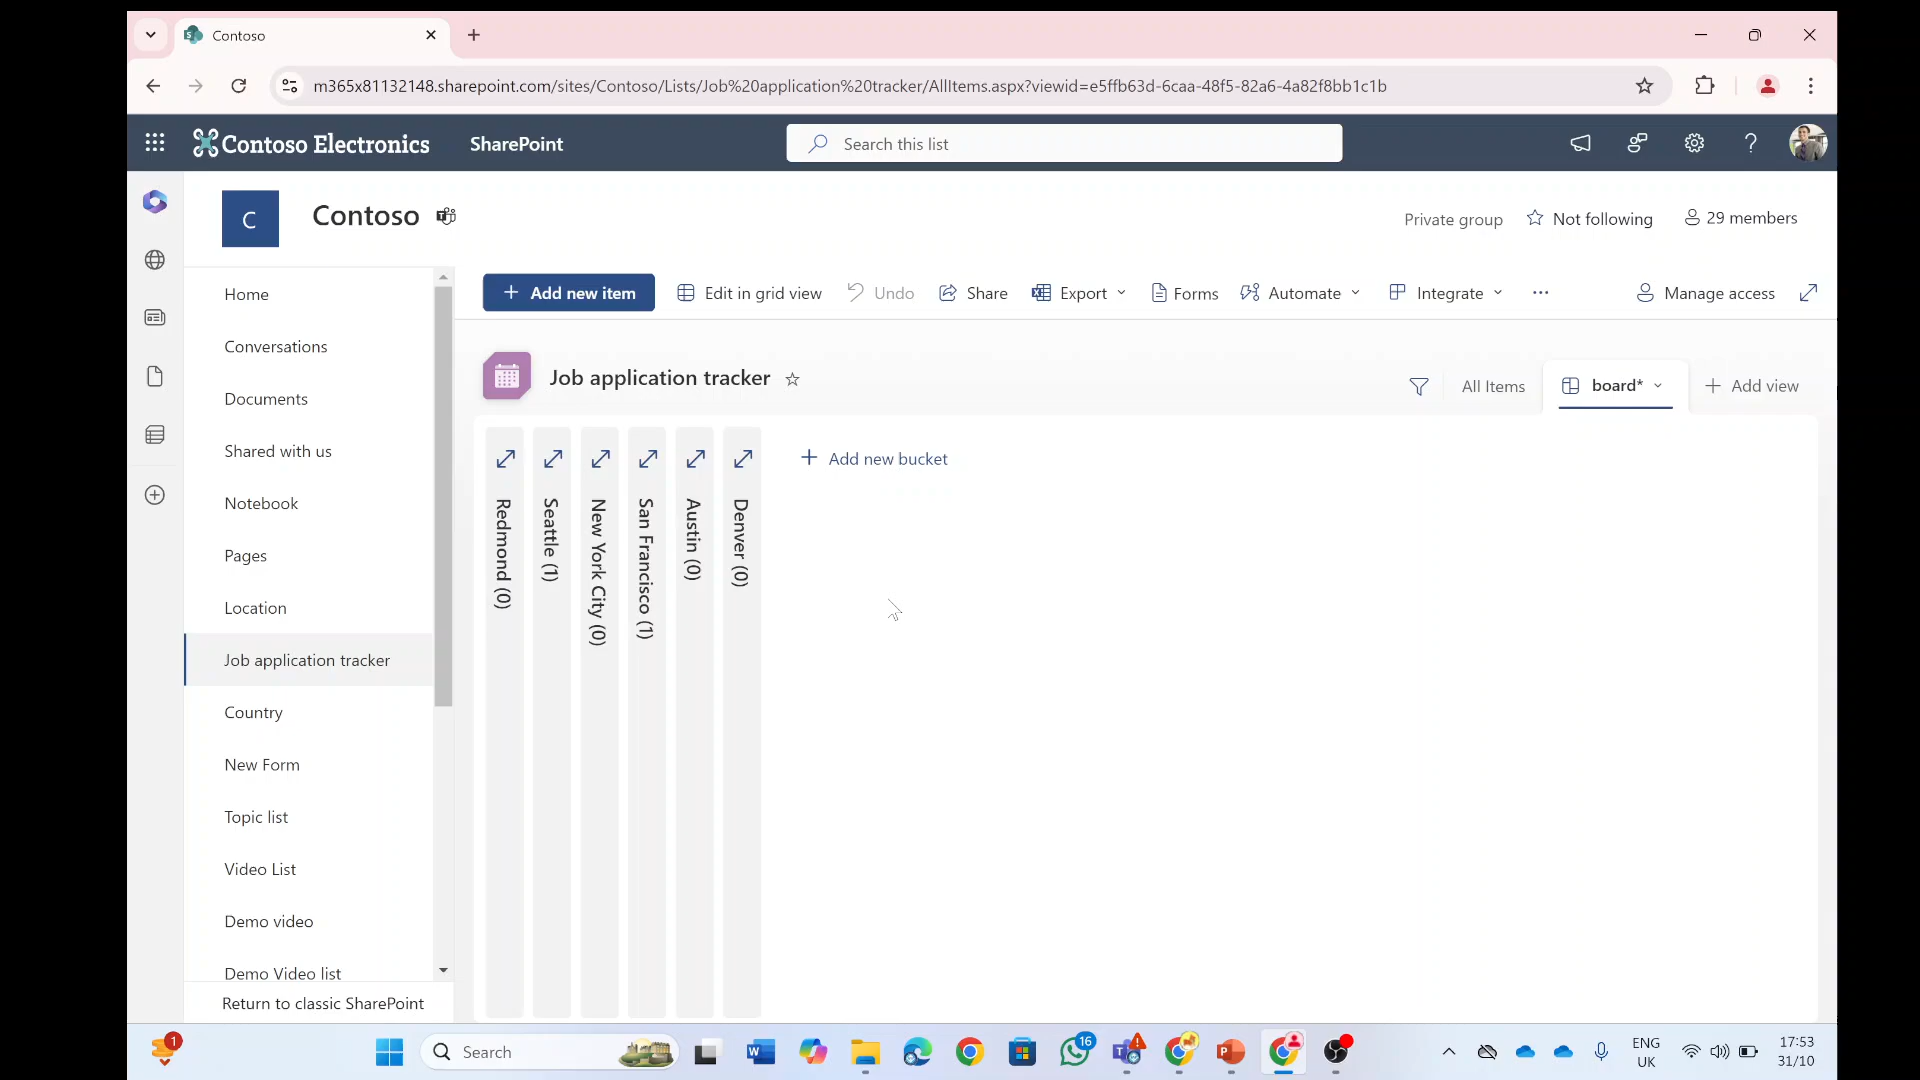 Contoso
m365x81132148.sharepoint.com/sites/Contoso/Lists/Job%20application%20tracker/AllItems.aspx?viewid=e5ffb63d-6caa-48f5-82a6-4a82f8bb1c1b
Contoso Electronics
SharePoint
Search this list
C
Contoso
Private group
Not following
29 members
Home
Conversations
Documents
Shared with us
Notebook
Pages
Location
Job application tracker
Country
New Form
Topic list
Video List
Demo video
Demo Video list
Return to classic SharePoint
Add new item
Edit in grid view
Undo
Share
Export
Forms
Automate
Integrate
Manage access
Job application tracker
All Items
board*
Add view
Redmond (0)
Seattle (1)
New York City (0)
San Francisco (1)
Austin (0)
Denver (0)
Add new bucket
1
Search
16
ENG
UK
17:53
31/10